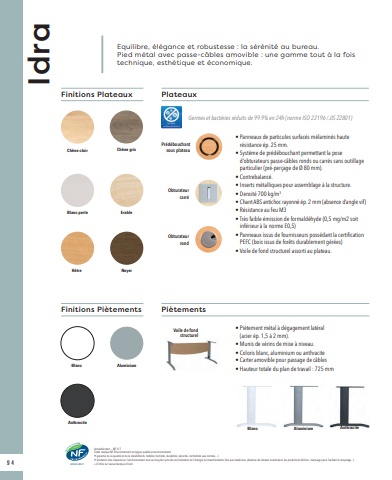 Idra
Equilibre, élégance et robustesse : la sérénité au bureau.
Pied métal avec passe-câbles amovible : une gamme tout à la fois
technique, esthétique et économique.
Finitions Plateaux
Chêne clair
Chêne gris
Blanc perle
Erable
Hêtre
Noyer
Plateaux
Germes et bactéries réduits de 99.9% en 24h (norme ISO 22196 / JIS Z2801)
Prédébouchant
sous plateau
Obturateur
carré
Obturateur
rond
• Panneaux de particules surfacés mélaminés haute
résistance ép. 25 mm.
• Système de prédébouchant permettant la pose
d'obturateurs passe-câbles ronds ou carrés sans outillage
particulier (pré-perçage de Ø 80 mm).
• Contrebalancé.
• Inserts métalliques pour assemblage à la structure.
• Densité 700 kg/m³
• Chant ABS antichoc rayonné ép. 2 mm (absence d'angle vif)
• Résistance au feu M3
• Très faible émission de formaldéhyde (0,5 mg/m2 soit
inférieur à la norme E0,5)
• Panneaux issus de fournisseurs possédant la certification
PEFC (bois issus de forêts durablement gérées)
• Voile de fond structurel assorti au plateau.
Finitions Piètements
Blanc
Aluminium
Anthracite
Piètements
Voile de fond
structurel
• Piètement métal à dégagement latéral
(acier ép. 1,5 à 2 mm).
• Munis de vérins de mise à niveau.
• Coloris blanc, aluminium ou anthracite
• Carter amovible pour passage de câbles
• Hauteur totale du plan de travail : 725 mm
Blanc
Aluminium
Anthracite
NF
94